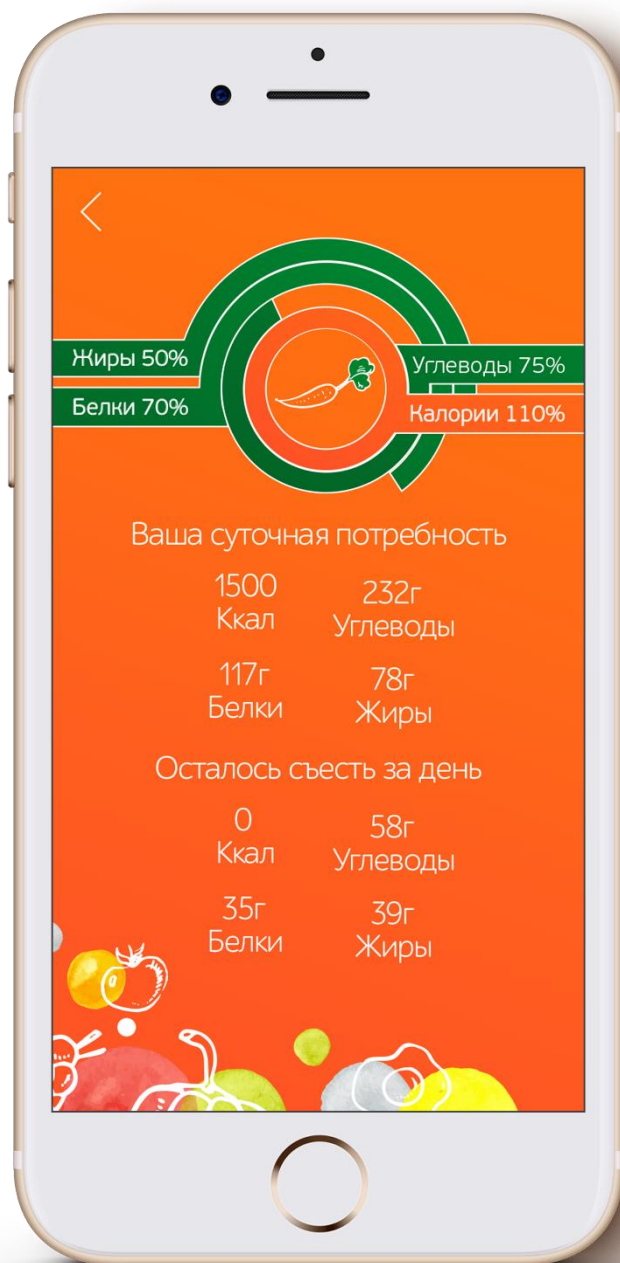 Жиры 50%
Углеводы 75%
Белки 70%
Калории 110%
Ваша суточная потребность
1500
Ккал
232г
Углеводы
117г
Белки
78г
Жиры
Осталось съесть за день
0
Ккал
58г
Углеводы
35г
Белки
39г
Жиры